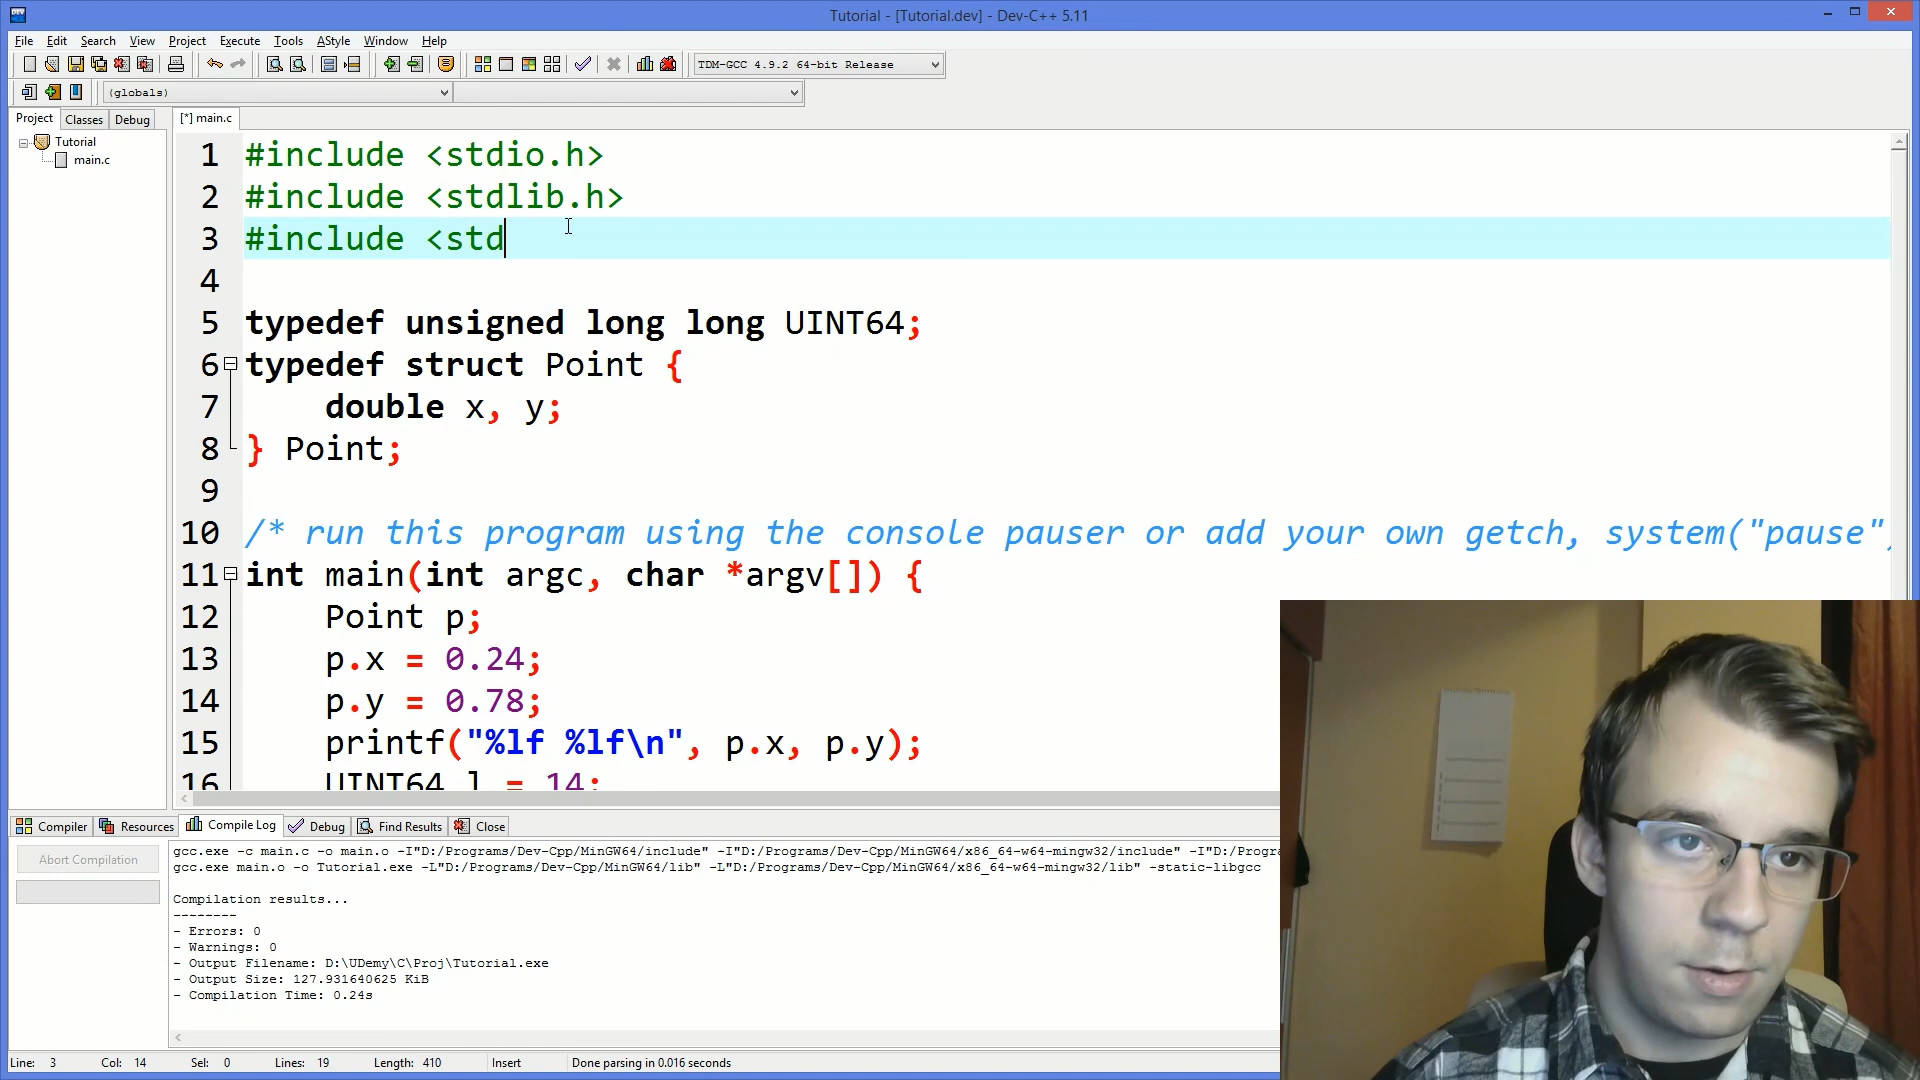 Tutorial - [Tutorial.dev] - Dev-C++ 5.11
File Edit Search View Project Execute Tools AStyle Window Help
TDM-GCC 4.9.2 64-bit Release
(globals)
Project Classes Debug
[*] main.c
Tutorial
main.c
1 #include <stdio.h>
2 #include <stdlib.h>
3 #include <std
4
5 typedef unsigned long long UINT64;
6 typedef struct Point {
7 double x, y;
8 } Point;
9
10 /* run this program using the console pauser or add your own getch, system("pause")
11 int main(int argc, char *argv[]) {
12 Point p;
13 p.x = 0.24;
14 p.y = 0.78;
15 printf("%lf %lf\n", p.x, p.y);
16 UINT64 l = 14;
Compiler Resources Compile Log Debug Find Results Close
Abort Compilation
gcc.exe -c main.c -o main.o -I"D:/Programs/Dev-Cpp/MinGW64/include" -I"D:/Programs/Dev-Cpp/MinGW64/x86_64-w64-mingw32/include" -I"D:/Progra
gcc.exe main.o -o Tutorial.exe -L"D:/Programs/Dev-Cpp/MinGW64/lib" -L"D:/Programs/Dev-Cpp/MinGW64/x86_64-w64-mingw32/lib" -static-libgcc
Compilation results...
--------
- Errors: 0
- Warnings: 0
- Output Filename: D:\UDemy\C\Proj\Tutorial.exe
- Output Size: 127.931640625 KiB
- Compilation Time: 0.24s
Line: 3 Col: 14 Sel: 0 Lines: 19 Length: 410 Insert Done parsing in 0.016 seconds